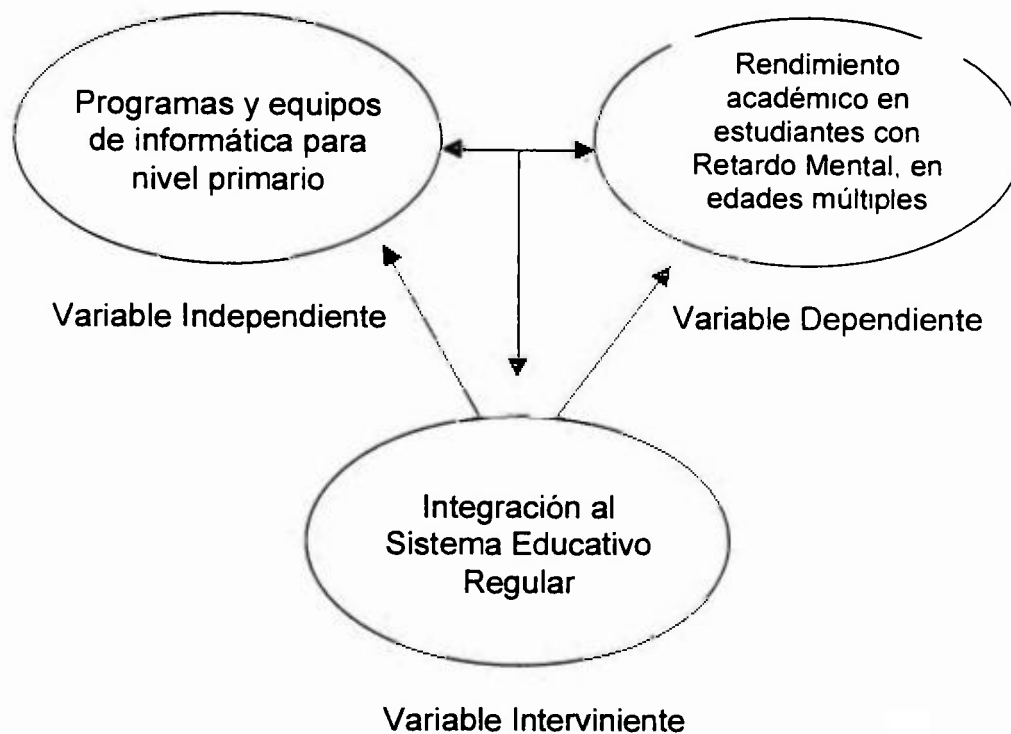 Programas y equipos
de informática para
nivel primario
Rendimiento
académico en
estudiantes con
Retardo Mental, en
edades múltiples
Variable Independiente
Variable Dependiente
Integración al
Sistema Educativo
Regular
Variable Interviniente